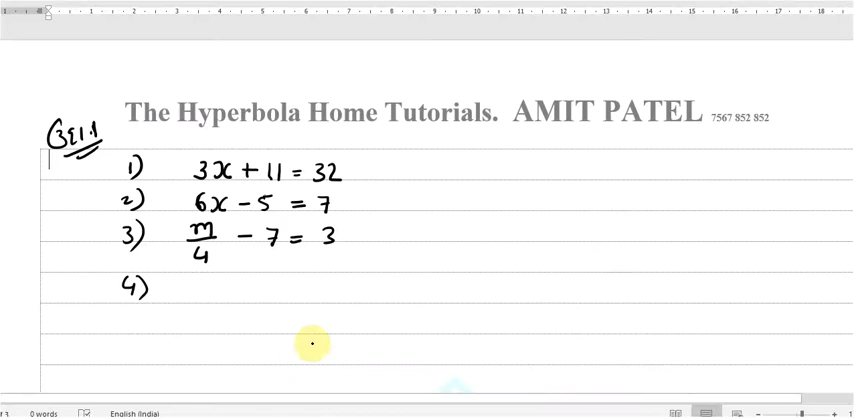 The Hyperbola Home Tutorials. AMIT PATEL 7567 852 852
1) 3x + 11 = 32
2) 6x - 5 = 7
3) m/4 - 7 = 3
4)
0 words English (India)